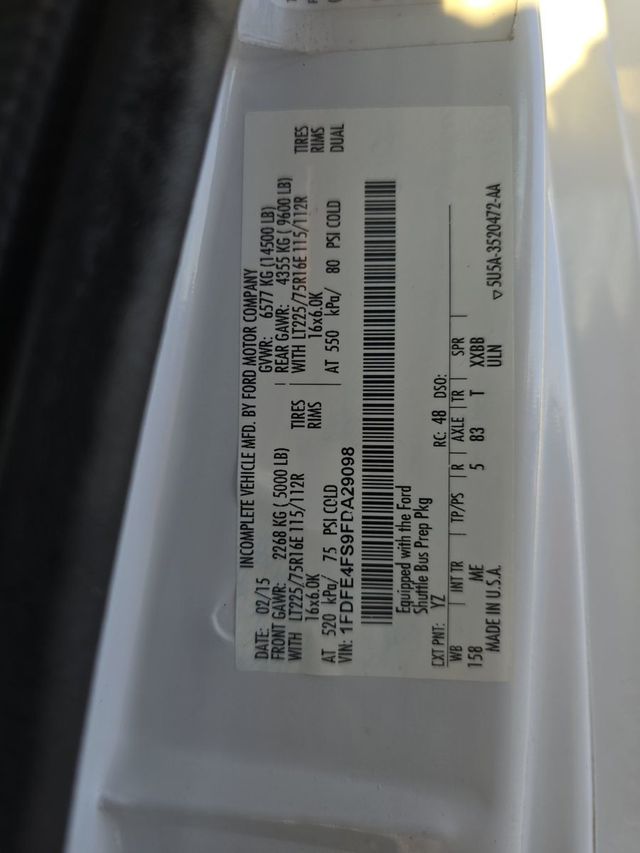 INCOMPLETE VEHICLE MFD. BY FORD MOTOR COMPANY
DATE: 02/15 GVWR: 6577 KG (14500 LB)
FRONT GAWR: 2268 KG ( 5000 LB) REAR GAWR: 4355 KG ( 9600 LB)
WITH LT225/75R16E 115/112R TIRES WITH LT225/75R16E 115/112R TIRES
16x6.0K RIMS 16x6.0K RIMS
AT 520 kPa/ 75 PSI COLD AT 550 kPa/ 80 PSI COLD DUAL
VIN: 1FDFE4FS9FDA29098
Equipped with the Ford
Shuttle Bus Prep Pkg
EXT PNT: YZ RC: 48 DSO:
WB INT TR TP/PS R AXLE TR SPR
158 ME 5 83 T XXBB
MADE IN U.S.A. ULN
5U5A-3520472-AA